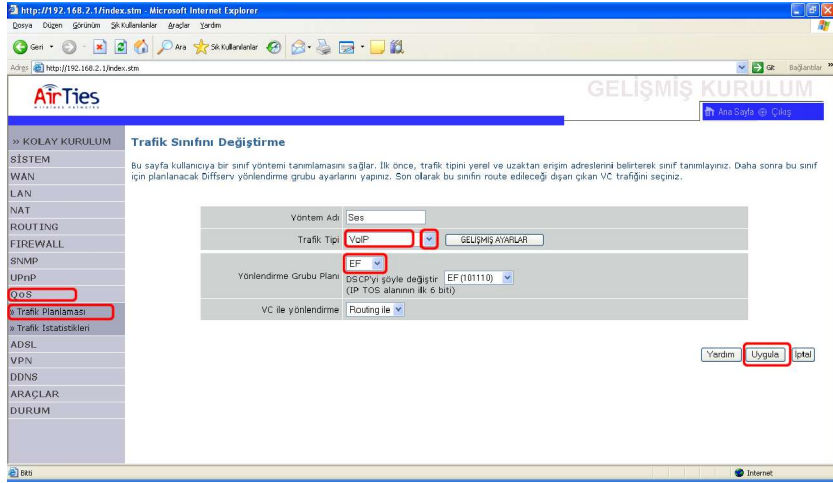 http://192.168.2.1/index.stm - Microsoft Internet Explorer
Dosya Düzen Görünüm Sık Kullanılanlar Araçlar Yardım
Geri Ara Sık Kullanılanlar
Adres http://192.168.2.1/index.stm Git Bağlantılar »
AirTies
wireless networks
GELİŞMİŞ KURULUM
Ana Sayfa Çıkış
» KOLAY KURULUM
SİSTEM
WAN
LAN
NAT
ROUTING
FIREWALL
SNMP
UPnP
QoS
» Trafik Planlaması
» Trafik İstatistikleri
ADSL
VPN
DDNS
ARAÇLAR
DURUM
Trafik Sınıfını Değiştirme
Bu sayfa kullanıcıya bir sınıf yöntemi tanımlamasını sağlar. İlk önce, trafik tipini yerel ve uzaktan erişim adreslerini belirterek sınıf tanımlayınız. Daha sonra bu sınıf
için planlanacak Diffserv yönlendirme grubu ayarlarını yapınız. Son olarak bu sınıfın route edileceği dışarı çıkan VC trafiğini seçiniz.
Yöntem Adı Ses
Trafik Tipi VoIP GELİŞMİŞ AYARLAR
Yönlendirme Grubu Planı EF
DSCP'yi şöyle değiştir EF (101110)
(IP TOS alanının ilk 6 biti)
VC ile yönlendirme Routing ile
Yardım Uygula İptal
Bitti Internet